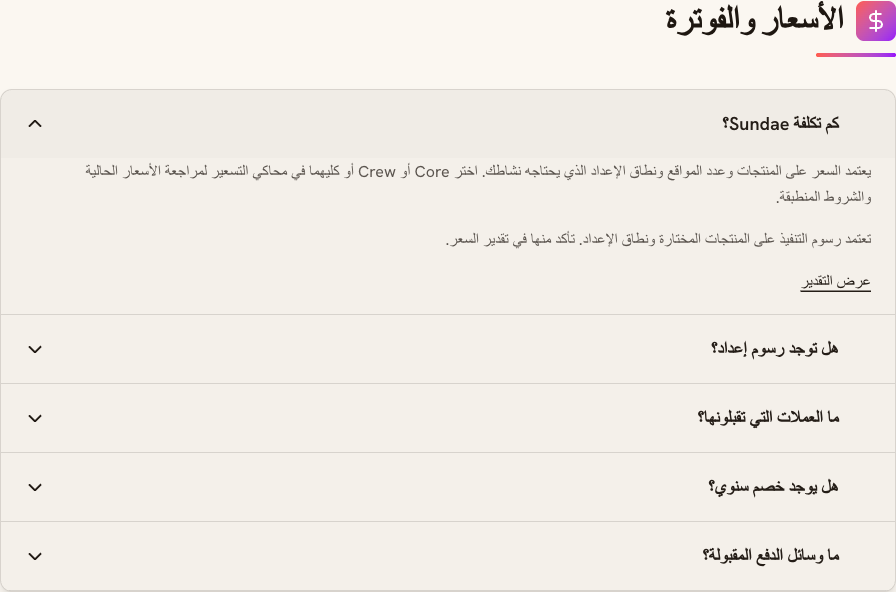 $ الأسعار والفوترة
كم تكلفة Sundae؟
يعتمد السعر على المنتجات وعدد المواقع ونطاق الإعداد الذي يحتاجه نشاطك. اختر Core أو Crew أو كليهما في محاكي التسعير لمراجعة الأسعار الحالية
والشروط المنطبقة.
تعتمد رسوم التنفيذ على المنتجات المختارة ونطاق الإعداد. تأكد منها في تقدير السعر.
عرض التقدير
هل توجد رسوم إعداد؟
ما العملات التي تقبلونها؟
هل يوجد خصم سنوي؟
ما وسائل الدفع المقبولة؟